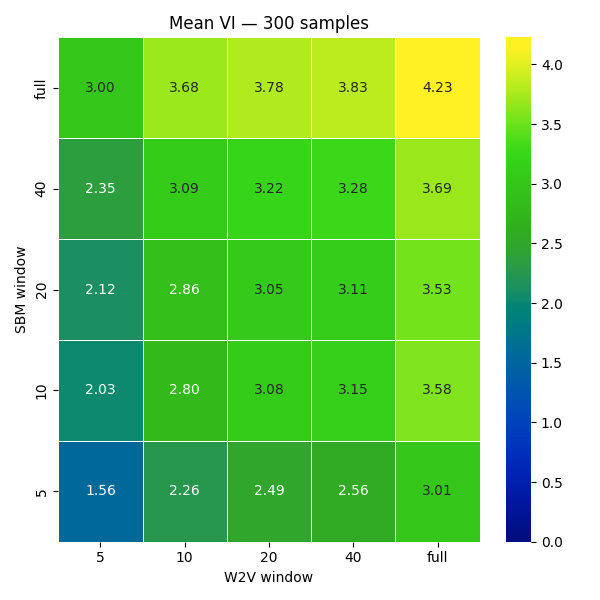 Mean VI — 300 samples
full 3.00 3.68 3.78 3.83 4.23
40 2.35 3.09 3.22 3.28 3.69
20 2.12 2.86 3.05 3.11 3.53
10 2.03 2.80 3.08 3.15 3.58
5 1.56 2.26 2.49 2.56 3.01
5 10 20 40 full
W2V window
SBM window
4.0
3.5
3.0
2.5
2.0
1.5
1.0
0.5
0.0